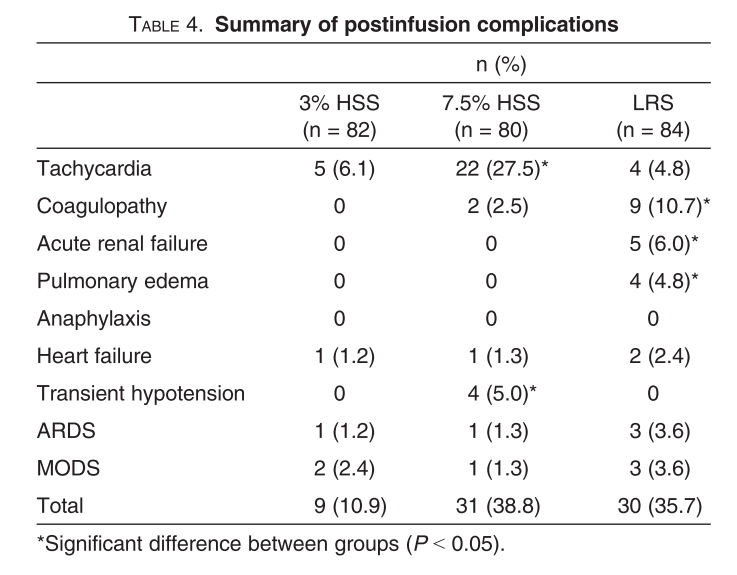 TABLE 4. Summary of postinfusion complications
n (%)
3% HSS 7.5% HSS LRS
(n = 82) (n = 80) (n = 84)
Tachycardia 5 (6.1) 22 (27.5)* 4 (4.8)
Coagulopathy 0 2 (2.5) 9 (10.7)*
Acute renal failure 0 0 5 (6.0)*
Pulmonary edema 0 0 4 (4.8)*
Anaphylaxis 0 0 0
Heart failure 1 (1.2) 1 (1.3) 2 (2.4)
Transient hypotension 0 4 (5.0)* 0
ARDS 1 (1.2) 1 (1.3) 3 (3.6)
MODS 2 (2.4) 1 (1.3) 3 (3.6)
Total 9 (10.9) 31 (38.8) 30 (35.7)
*Significant difference between groups (P < 0.05).